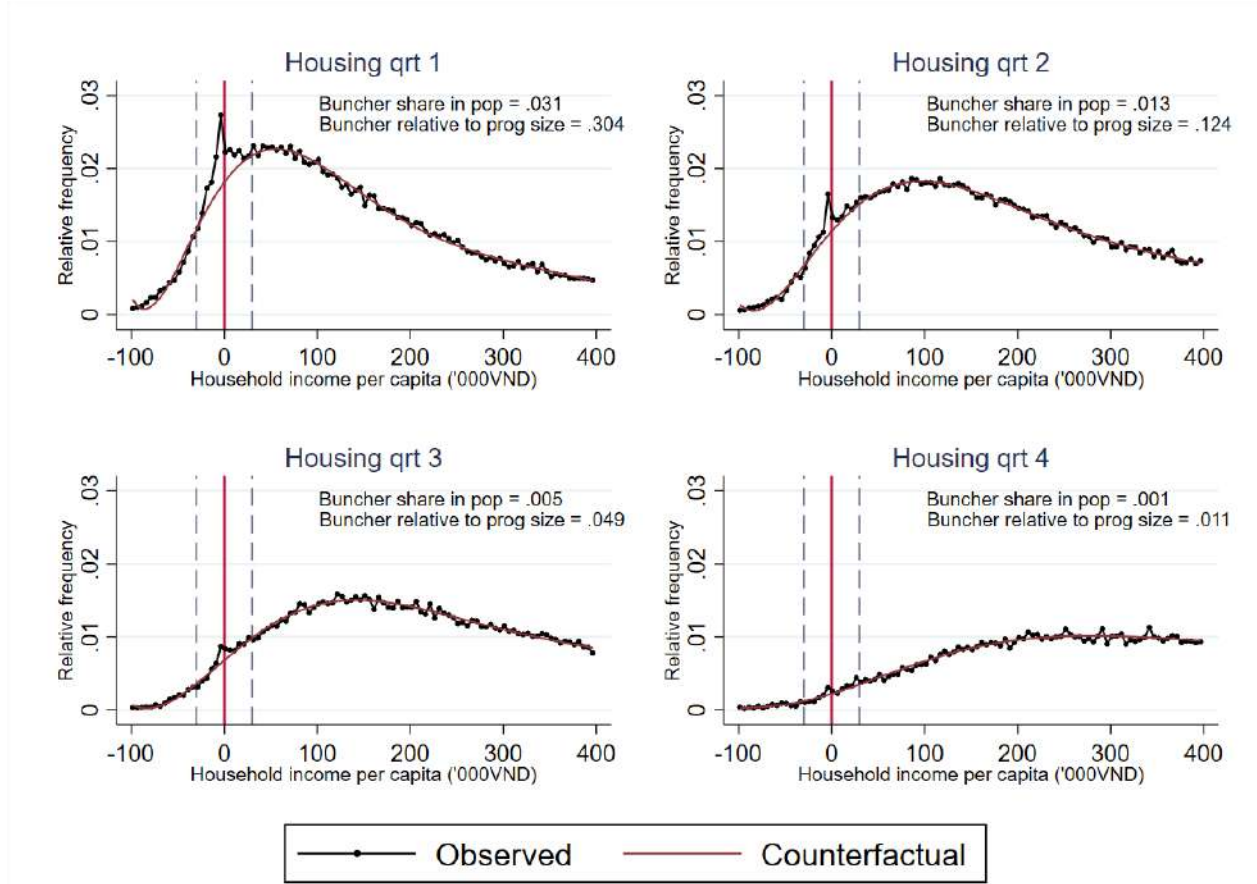 Housing qrt 1
Buncher share in pop = .031
Buncher relative to prog size = .304
Relative frequency
.03
.02
.01
0
-100 0 100 200 300 400
Household income per capita ('000VND)
Housing qrt 2
Buncher share in pop = .013
Buncher relative to prog size = .124
Relative frequency
.03
.02
.01
0
-100 0 100 200 300 400
Household income per capita ('000VND)
Housing qrt 3
Buncher share in pop = .005
Buncher relative to prog size = .049
Relative frequency
.03
.02
.01
0
-100 0 100 200 300 400
Household income per capita ('000VND)
Housing qrt 4
Buncher share in pop = .001
Buncher relative to prog size = .011
Relative frequency
.03
.02
.01
0
-100 0 100 200 300 400
Household income per capita ('000VND)
Observed Counterfactual